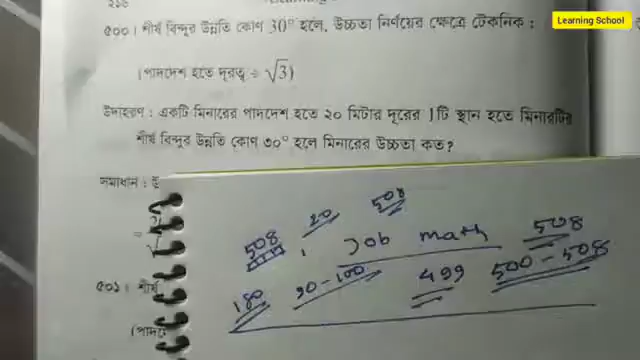 ২১৬
Learning School
৫০০। শীর্ষ বিন্দুর উন্নতি কোণ 30° হলে, উচ্চতা নির্ণয়ের ক্ষেত্রে টেকনিক :
(পাদদেশ হতে দূরত্ব ÷ √3)
উদাহরণ : একটি মিনারের পাদদেশ হতে ২০ মিটার দূরের 1টি স্থান হতে মিনারটির
শীর্ষ বিন্দুর উন্নতি কোণ ৩০° হলে মিনারের উচ্চতা কত?
সমাধান :
508 20 508
Job math 508
180 90-100 499 500-508
৫০১। শীর্ষ